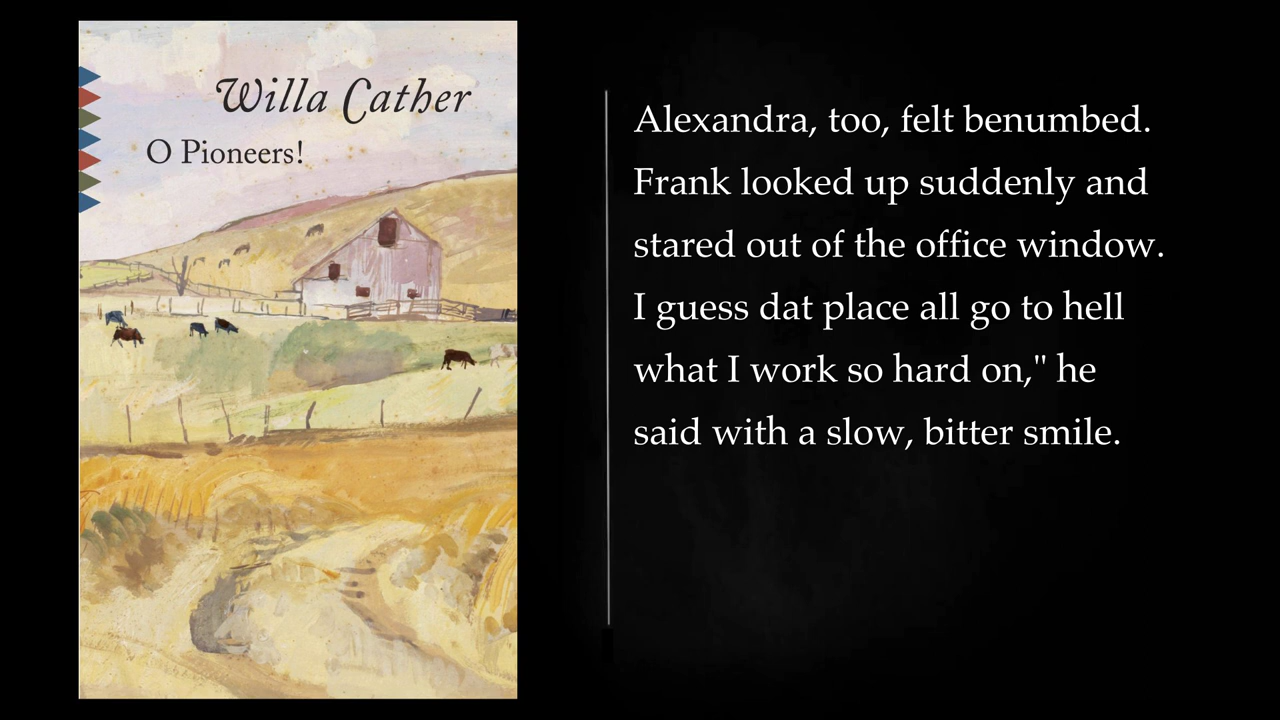 Willa Cather
O Pioneers!
Alexandra, too, felt benumbed.
Frank looked up suddenly and
stared out of the office window.
I guess dat place all go to hell
what I work so hard on," he
said with a slow, bitter smile.